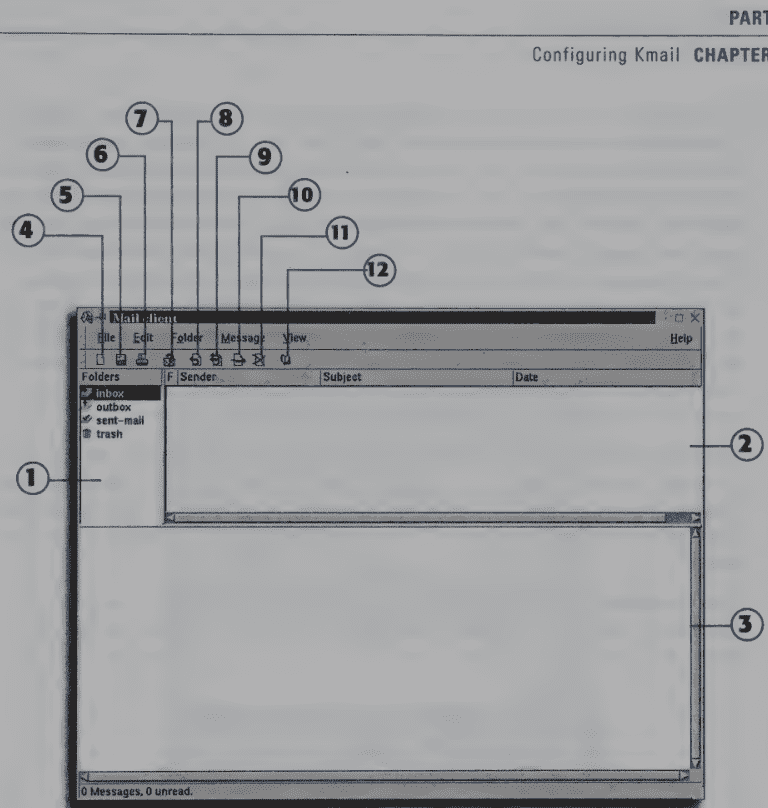 PART
Configuring Kmail CHAPTER
7 8
6 9
5 10
4 11
12
Mail client
File Edit Folder Message View Help
Folders F Sender Subject Date
inbox
outbox
sent-mail
trash
2
1
3
0 Messages, 0 unread.